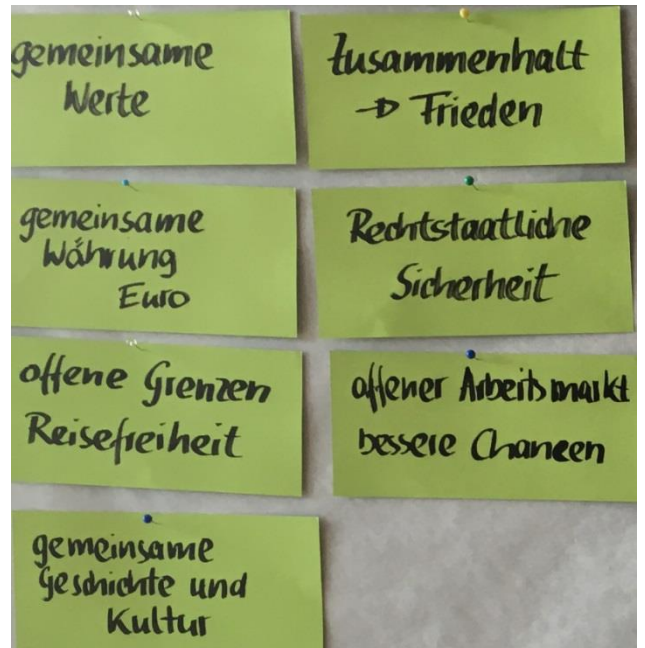 gemeinsame
Werte
Zusammenhalt
→ Frieden
gemeinsame
Währung
Euro
Rechtstaatliche
Sicherheit
offene Grenzen
Reisefreiheit
offener Arbeitsmarkt
bessere Chancen
gemeinsame
Geschichte und
Kultur